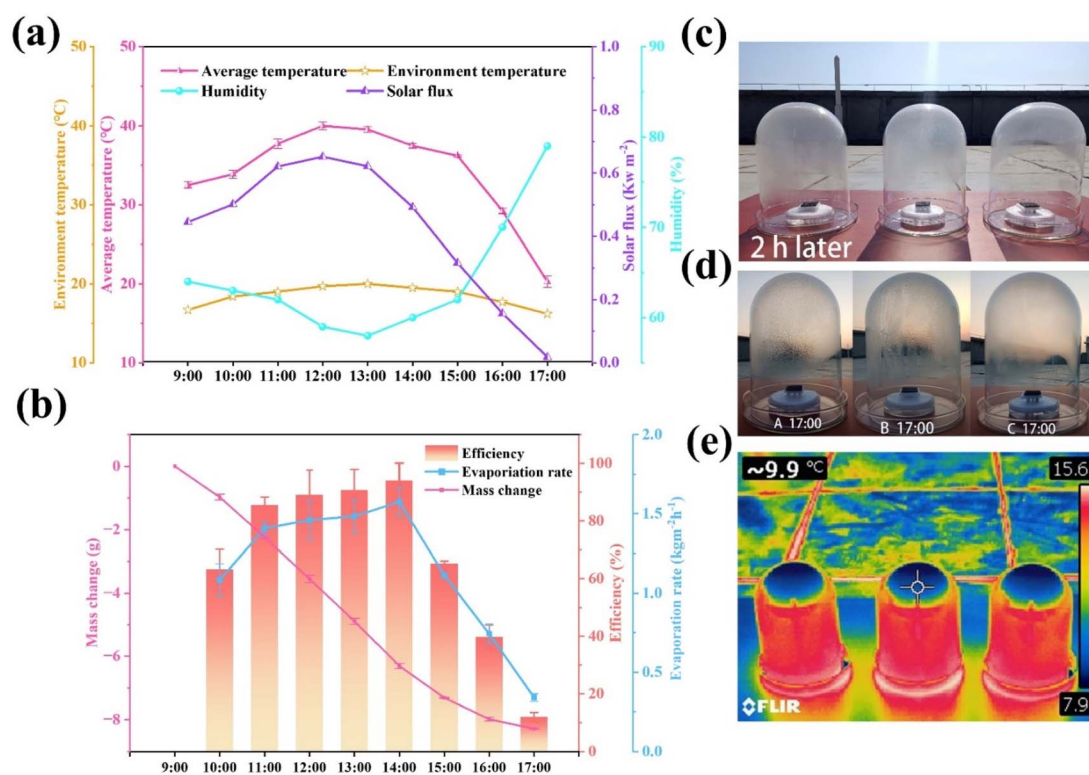 (a)
Average temperature
Environment temperature
Humidity
Solar flux
Environment temperature (℃)
50
40
30
20
10
Average temperature (℃)
50
40
30
20
10
Solar flux (Kw m-2)
1.0
0.8
0.6
0.4
0.2
0.0
Humidity (%)
90
80
70
60
9:00 10:00 11:00 12:00 13:00 14:00 15:00 16:00 17:00
(b)
Efficiency
Evaporation rate
Mass change
Mass change (g)
0
-2
-4
-6
-8
Efficiency (%)
100
80
60
40
20
0
Evaporation rate (kgm-2h-1)
2.0
1.5
1.0
0.5
0.0
9:00 10:00 11:00 12:00 13:00 14:00 15:00 16:00 17:00
(c)
2 h later
(d)
A 17:00
B 17:00
C 17:00
(e)
~9.9 ℃
15.6
7.9
FLIR